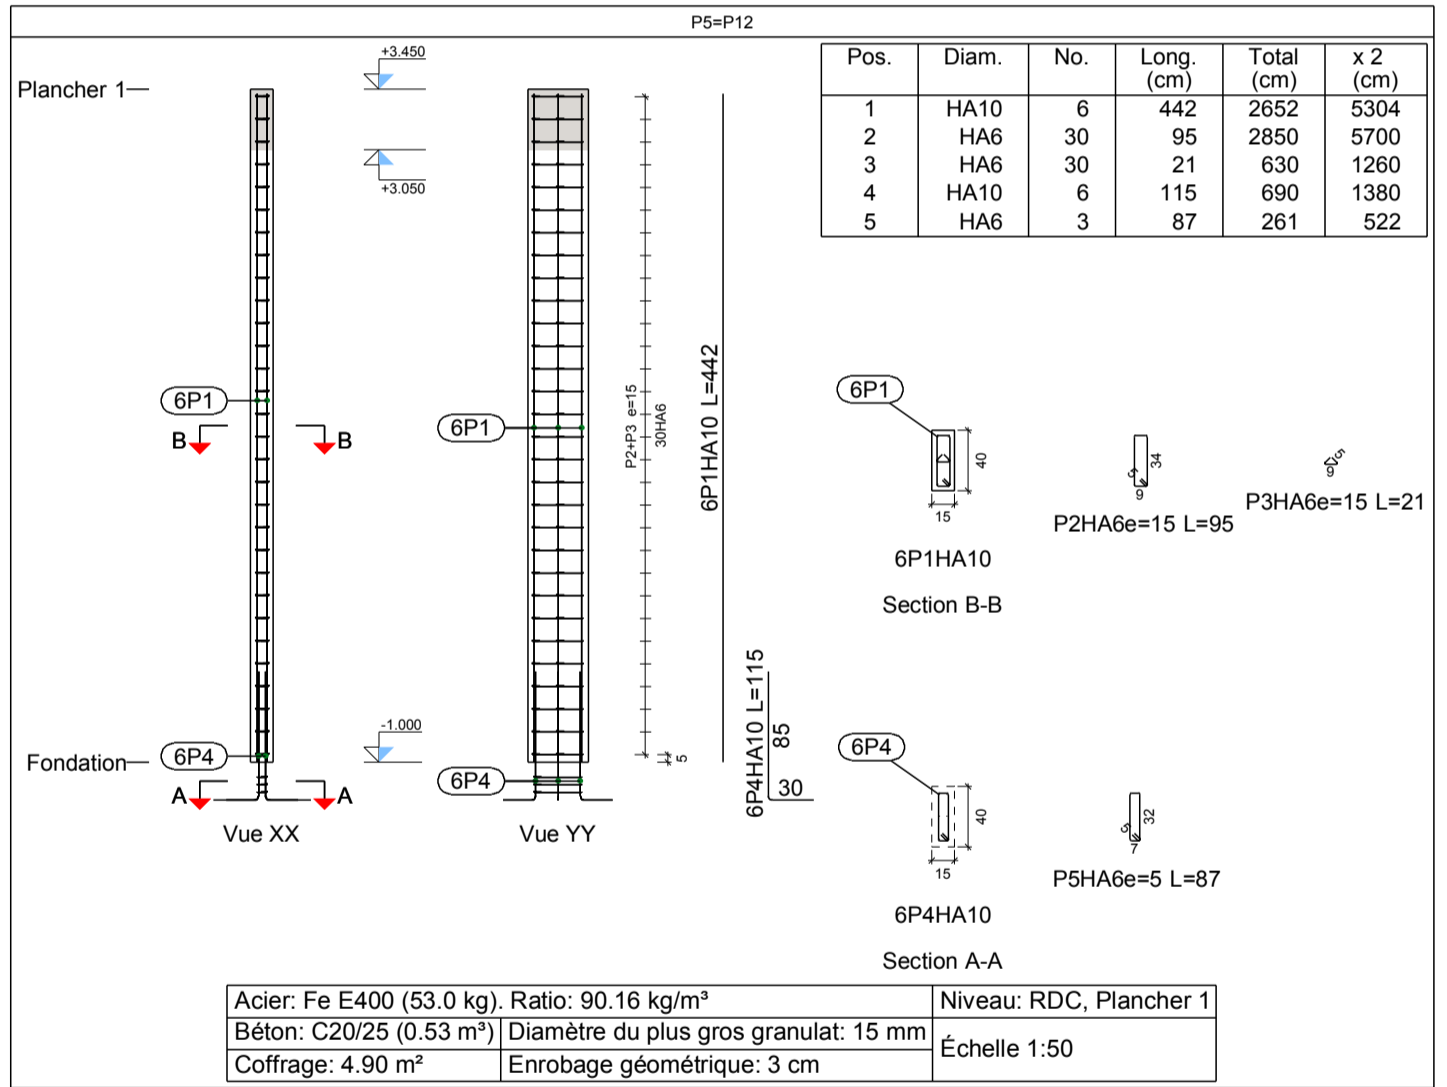 P5=P12
Plancher 1
+3.450
+3.050
Pos. Diam. No. Long. (cm) Total (cm) x 2 (cm)
1 HA10 6 442 2652 5304
2 HA6 30 95 2850 5700
3 HA6 30 21 630 1260
4 HA10 6 115 690 1380
5 HA6 3 87 261 522
6P1
B B
6P1
P2+P3 e=15
30HA6
6P1HA10 L=442
6P1
40
15
6P1HA10
Section B-B
5
34
9
P2HA6e=15 L=95
5
9
P3HA6e=15 L=21
-1.000
Fondation
6P4
A A
Vue XX
6P4
Vue YY
5
6P4HA10 L=115
85
30
6P4
40
15
6P4HA10
Section A-A
5
32
7
P5HA6e=5 L=87
Acier: Fe E400 (53.0 kg). Ratio: 90.16 kg/m³
Niveau: RDC, Plancher 1
Béton: C20/25 (0.53 m³) Diamètre du plus gros granulat: 15 mm
Échelle 1:50
Coffrage: 4.90 m² Enrobage géométrique: 3 cm